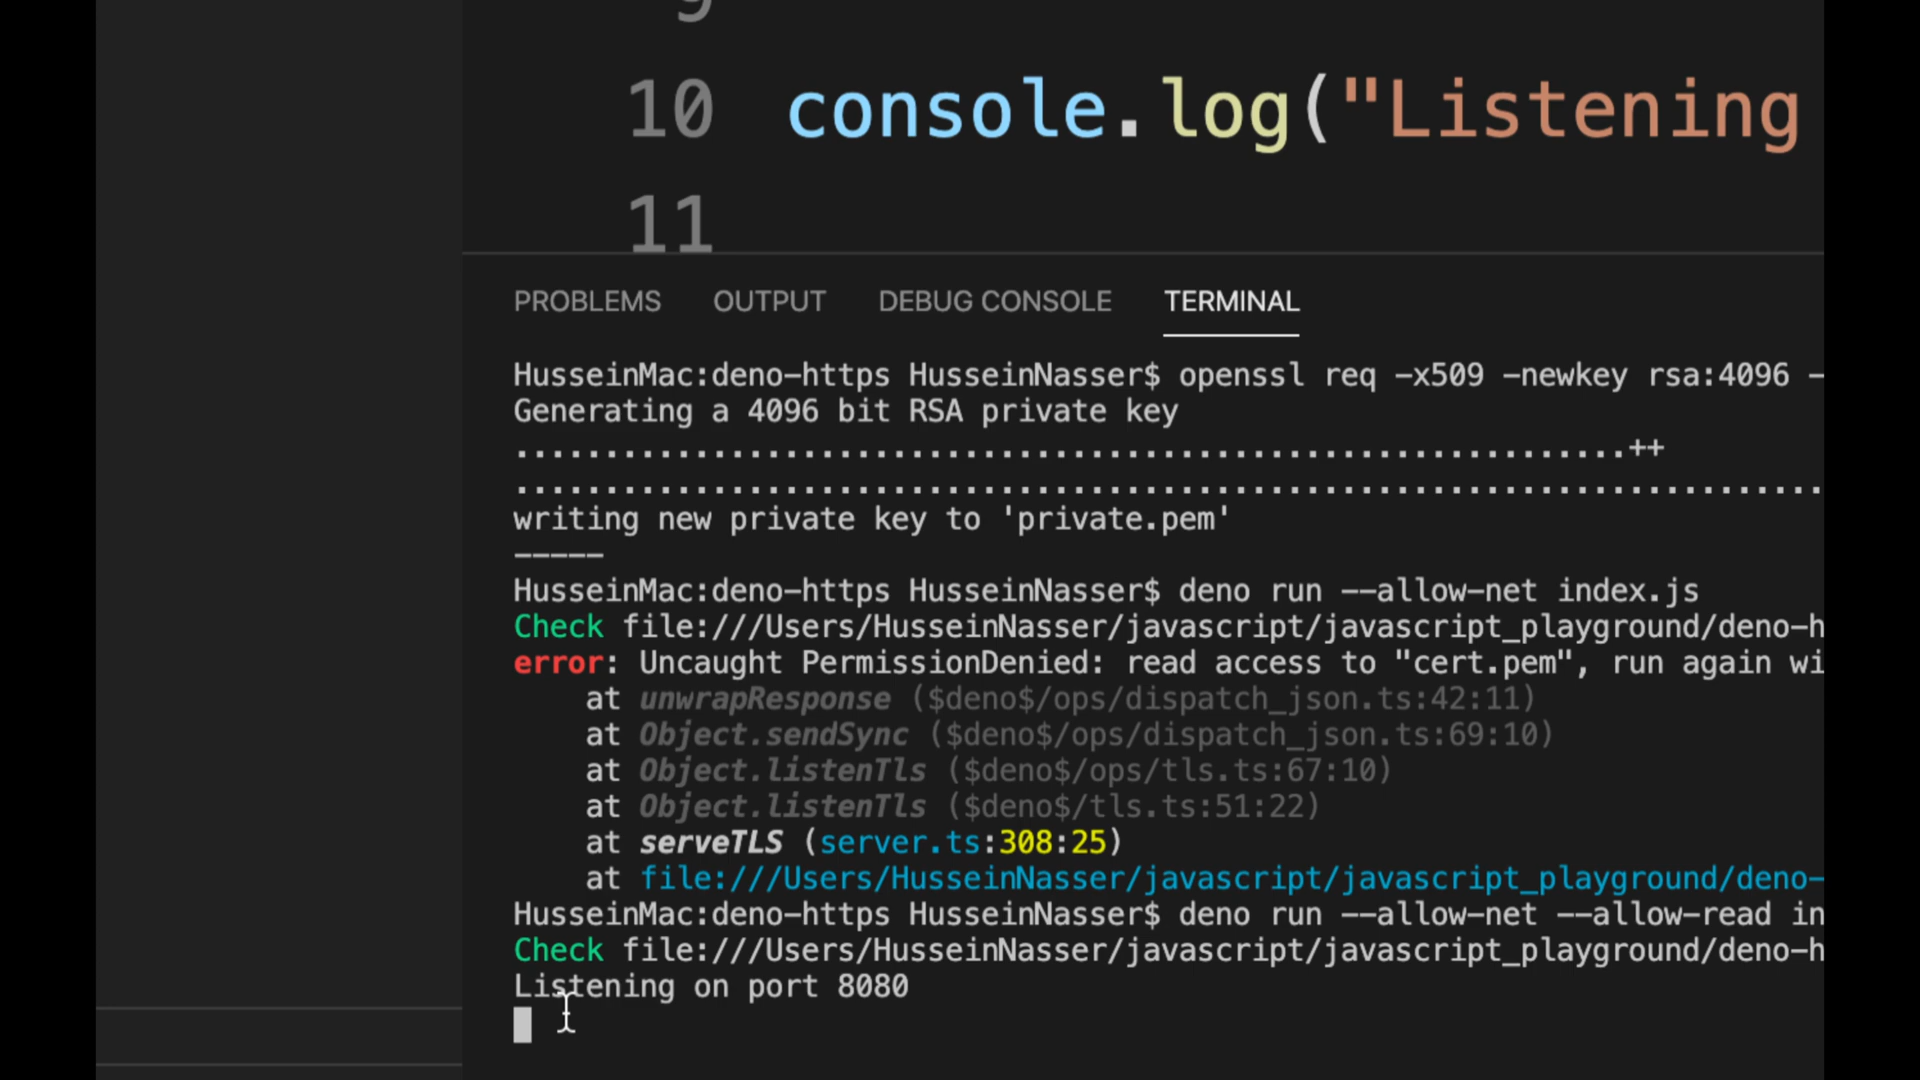 9
10 console.log("Listening
11
PROBLEMS OUTPUT DEBUG CONSOLE TERMINAL
HusseinMac:deno-https HusseinNasser$ openssl req -x509 -newkey rsa:4096 -
Generating a 4096 bit RSA private key
..............................................................++
.........................................................................
writing new private key to 'private.pem'
-----
HusseinMac:deno-https HusseinNasser$ deno run --allow-net index.js
Check file:///Users/HusseinNasser/javascript/javascript_playground/deno-h
error: Uncaught PermissionDenied: read access to "cert.pem", run again wi
    at unwrapResponse ($deno$/ops/dispatch_json.ts:42:11)
    at Object.sendSync ($deno$/ops/dispatch_json.ts:69:10)
    at Object.listenTls ($deno$/ops/tls.ts:67:10)
    at Object.listenTls ($deno$/tls.ts:51:22)
    at serveTLS (server.ts:308:25)
    at file:///Users/HusseinNasser/javascript/javascript_playground/deno-
HusseinMac:deno-https HusseinNasser$ deno run --allow-net --allow-read in
Check file:///Users/HusseinNasser/javascript/javascript_playground/deno-h
Listening on port 8080